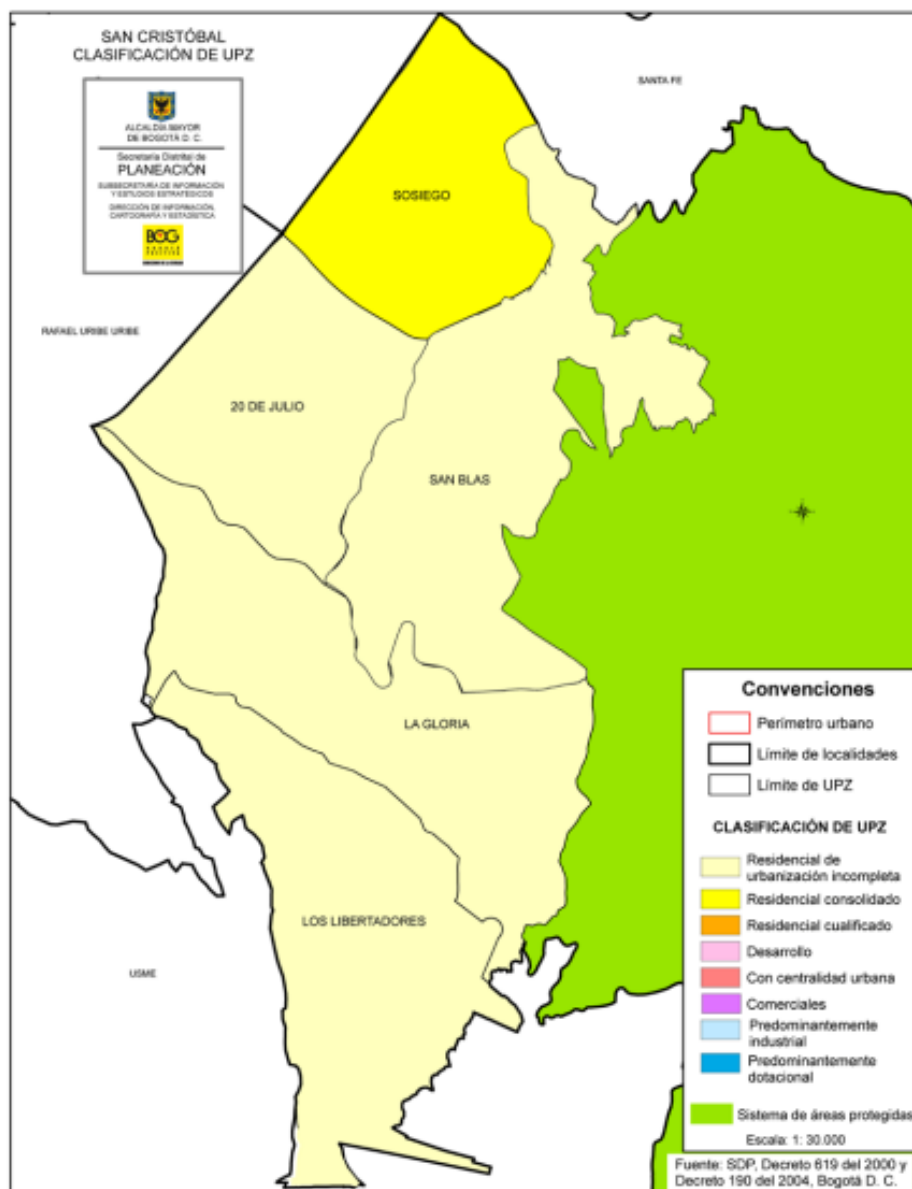 SAN CRISTÓBAL
CLASIFICACIÓN DE UPZ
ALCALDÍA MAYOR
DE BOGOTÁ D. C.
Secretaría Distrital de
PLANEACIÓN
SUBSECRETARÍA DE INFORMACIÓN
Y ESTUDIOS ESTRATÉGICOS
DIRECCIÓN DE INFORMACIÓN,
CARTOGRAFÍA Y ESTADÍSTICA
BOG
SANTA FE
SOSIEGO
RAFAEL URIBE URIBE
20 DE JULIO
SAN BLAS
LA GLORIA
LOS LIBERTADORES
USME
Convenciones
Perímetro urbano
Límite de localidades
Límite de UPZ
CLASIFICACIÓN DE UPZ
Residencial de
urbanización incompleta
Residencial consolidado
Residencial cualificado
Desarrollo
Con centralidad urbana
Comerciales
Predominantemente
industrial
Predominantemente
dotacional
Sistema de áreas protegidas
Escala: 1: 30.000
Fuente: SDP, Decreto 619 del 2000 y
Decreto 190 del 2004, Bogotá D. C.